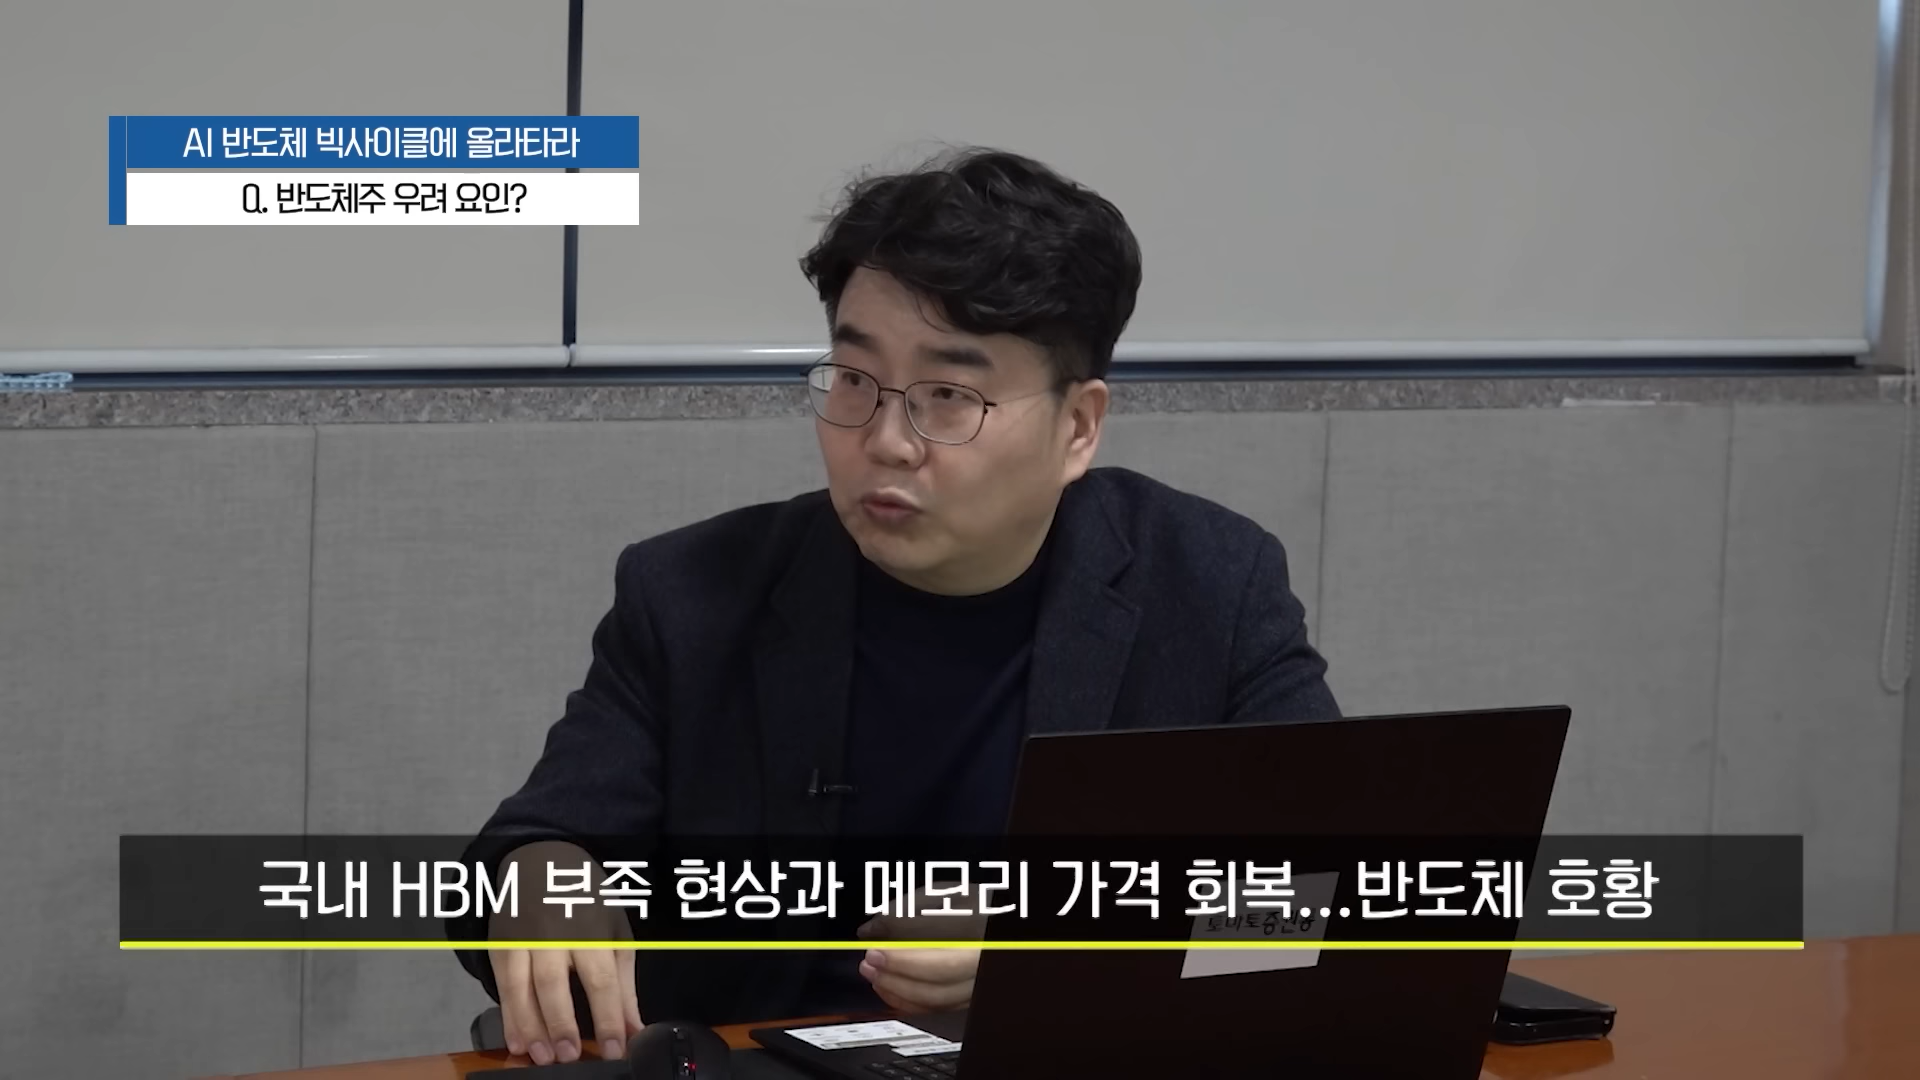 AI 반도체 빅사이클에 올라타라
Q. 반도체주 우려 요인?
국내 HBM 부족 현상과 메모리 가격 회복...반도체 호황